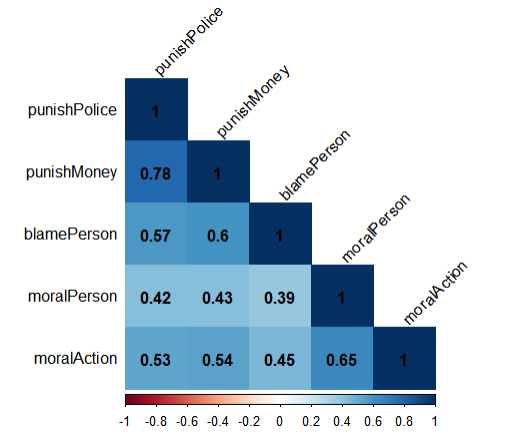 punishPolice
punishMoney
blamePerson
moralPerson
moralAction
punishPolice 1
punishMoney 0.78 1
blamePerson 0.57 0.6 1
moralPerson 0.42 0.43 0.39 1
moralAction 0.53 0.54 0.45 0.65 1
-1 -0.8 -0.6 -0.4 -0.2 0 0.2 0.4 0.6 0.8 1